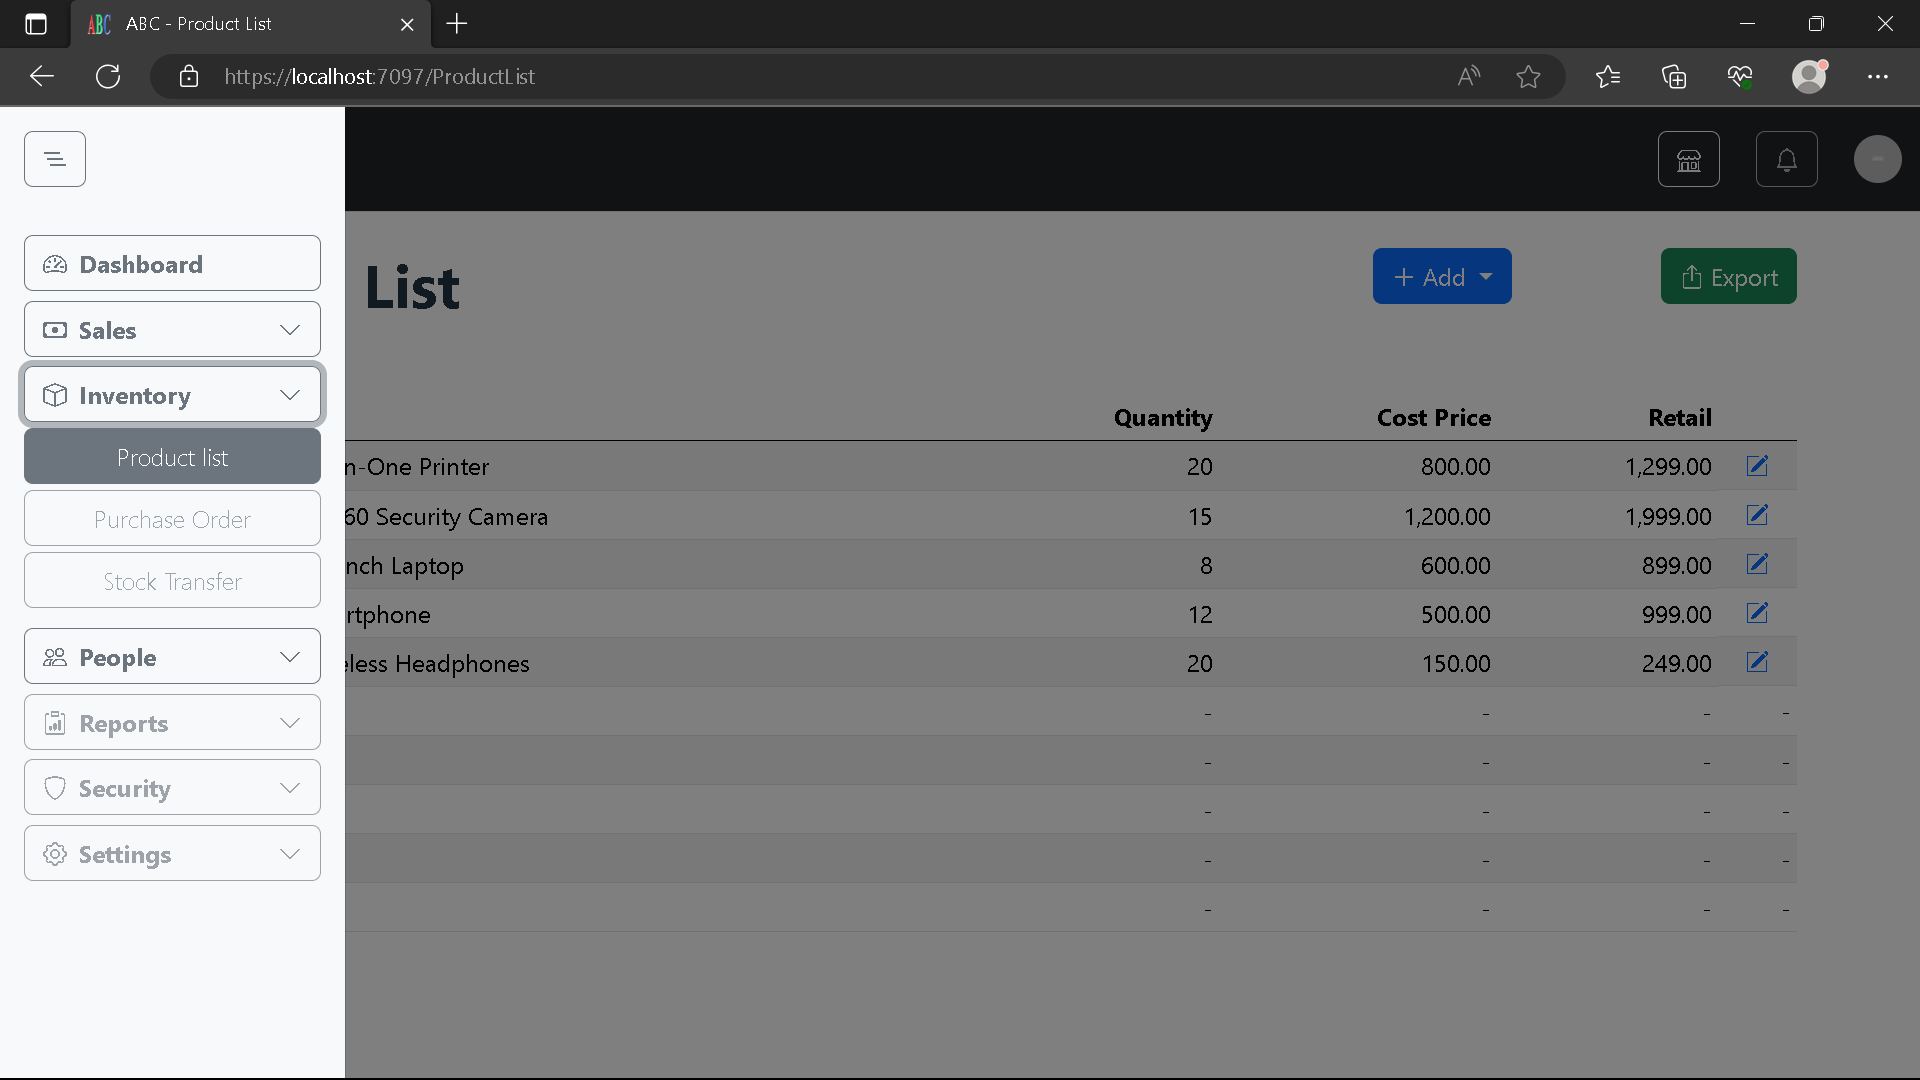 ABC ABC - Product List
https://localhost:7097/ProductList
List
+ Add
Export
Dashboard
Sales
Inventory
Product list
Purchase Order
Stock Transfer
People
Reports
Security
Settings
Quantity Cost Price Retail
n-One Printer 20 800.00 1,299.00
60 Security Camera 15 1,200.00 1,999.00
nch Laptop 8 600.00 899.00
rtphone 12 500.00 999.00
eless Headphones 20 150.00 249.00
- - - -
- - - -
- - - -
- - - -
- - - -